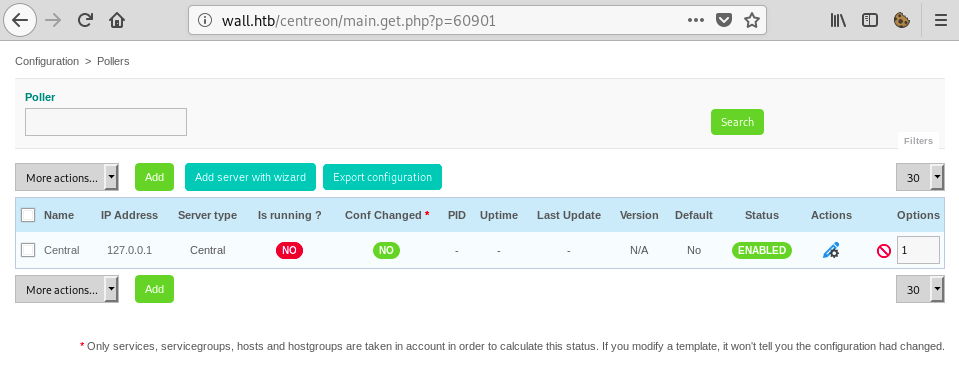 wall.htb/centreon/main.get.php?p=60901
Configuration > Pollers
Poller
Search
Filters
More actions... Add Add server with wizard Export configuration 30
Name IP Address Server type Is running ? Conf Changed * PID Uptime Last Update Version Default Status Actions Options
Central 127.0.0.1 Central NO NO - - - N/A No ENABLED 1
More actions... Add 30
* Only services, servicegroups, hosts and hostgroups are taken in account in order to calculate this status. If you modify a template, it won't tell you the configuration had changed.